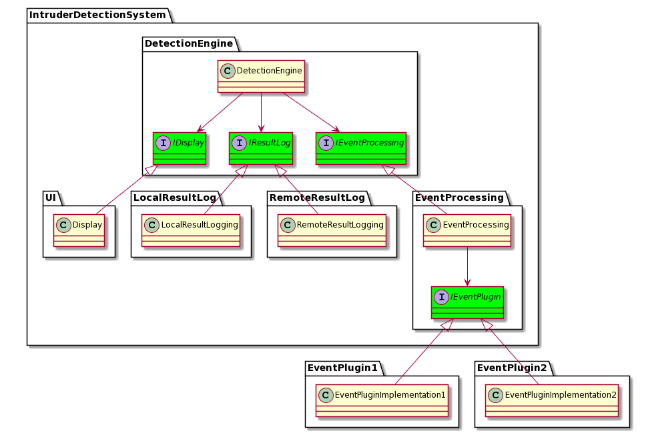 IntruderDetectionSystem
DetectionEngine
C DetectionEngine
I IDisplay
I IResultLog
I IEventProcessing
UI
LocalResultLog
RemoteResultLog
EventProcessing
C Display
C LocalResultLogging
C RemoteResultLogging
C EventProcessing
I IEventPlugin
EventPlugin1
EventPlugin2
C EventPluginImplementation1
C EventPluginImplementation2